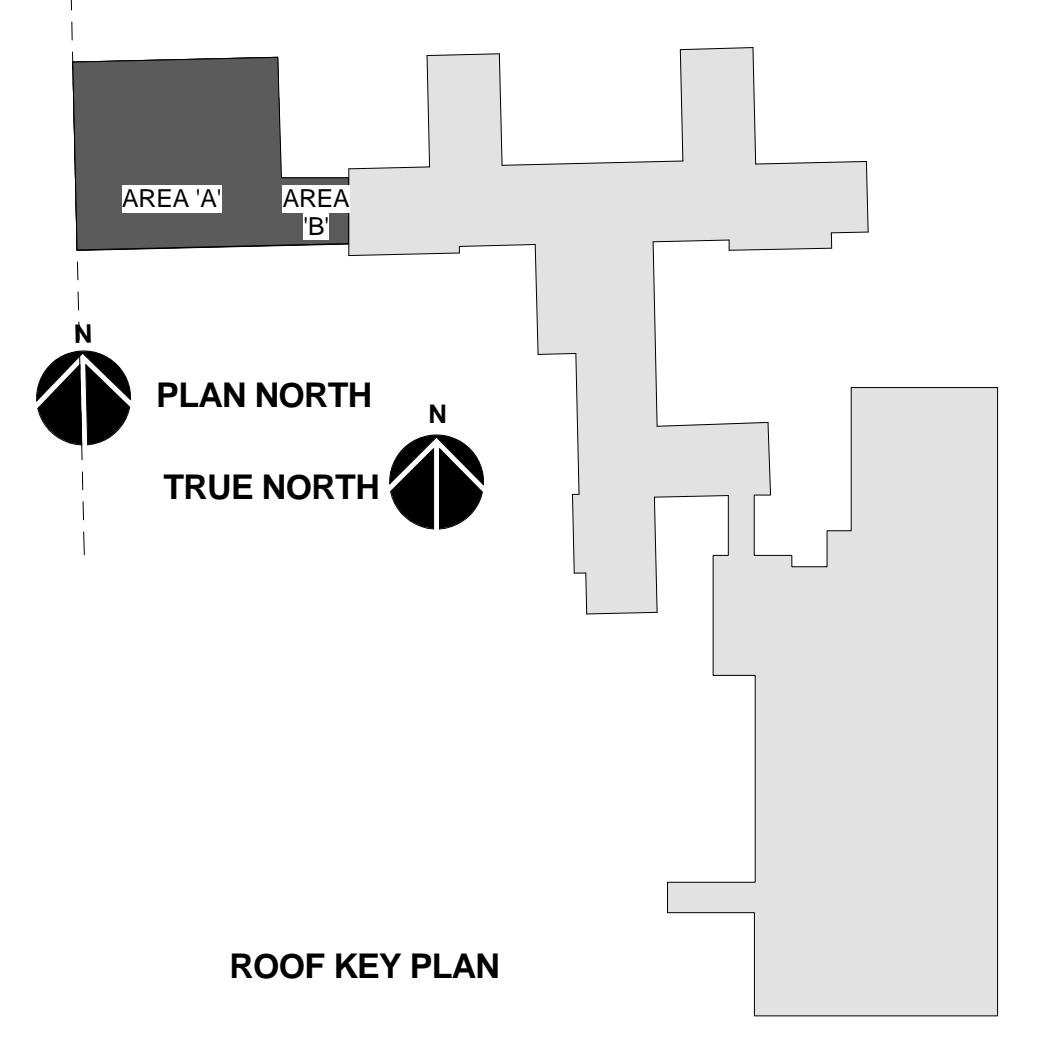 AREA 'A'
AREA
'B'
N
PLAN NORTH
N
TRUE NORTH
ROOF KEY PLAN